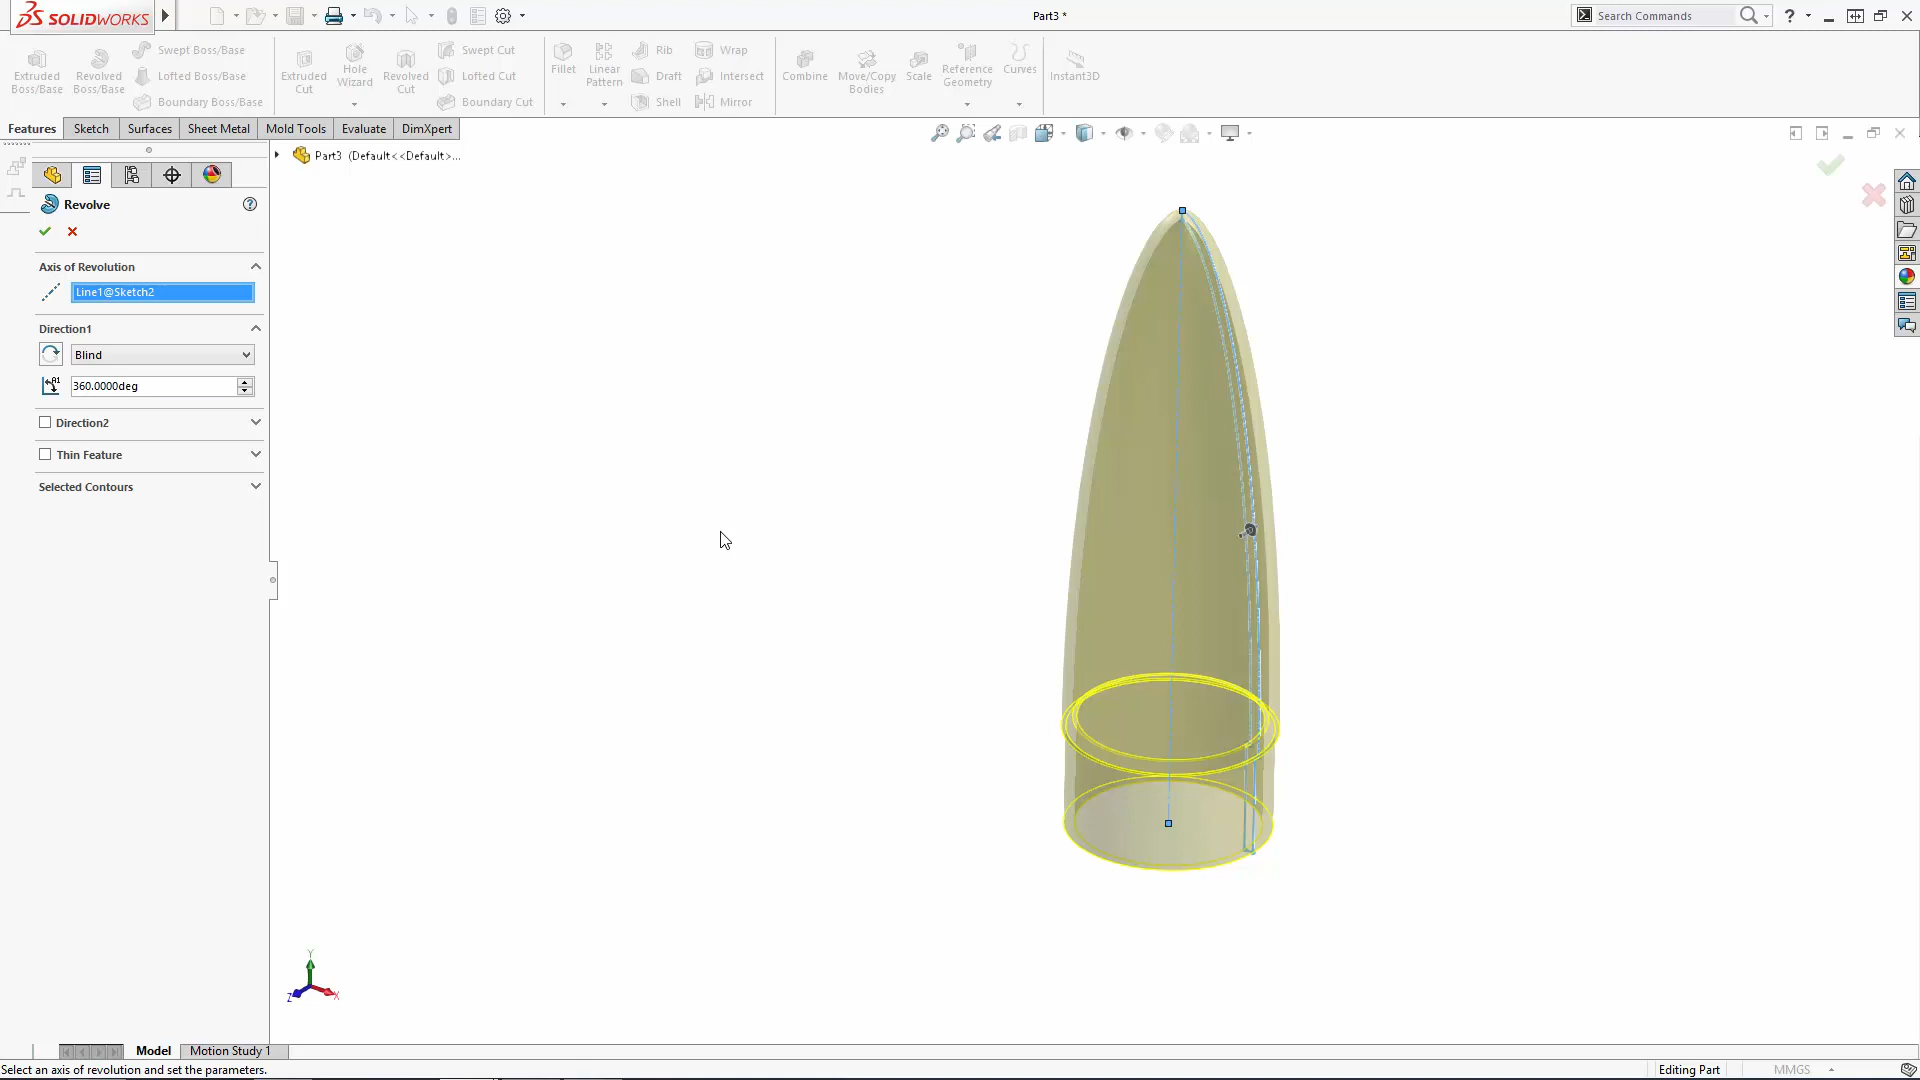 SOLIDWORKS
Part3 *
Search Commands
Extruded Boss/Base
Revolved Boss/Base
Swept Boss/Base
Lofted Boss/Base
Boundary Boss/Base
Extruded Cut
Hole Wizard
Revolved Cut
Swept Cut
Lofted Cut
Boundary Cut
Fillet
Linear Pattern
Rib
Draft
Shell
Wrap
Intersect
Mirror
Combine
Move/Copy Bodies
Scale
Reference Geometry
Curves
Instant3D
Features
Sketch
Surfaces
Sheet Metal
Mold Tools
Evaluate
DimXpert
Part3 (Default<<Default>...
Revolve
Axis of Revolution
Line1@Sketch2
Direction1
Blind
A1
360.0000deg
Direction2
Thin Feature
Selected Contours
Y
Z
X
Model
Motion Study 1
Select an axis of revolution and set the parameters.
Editing Part
MMGS